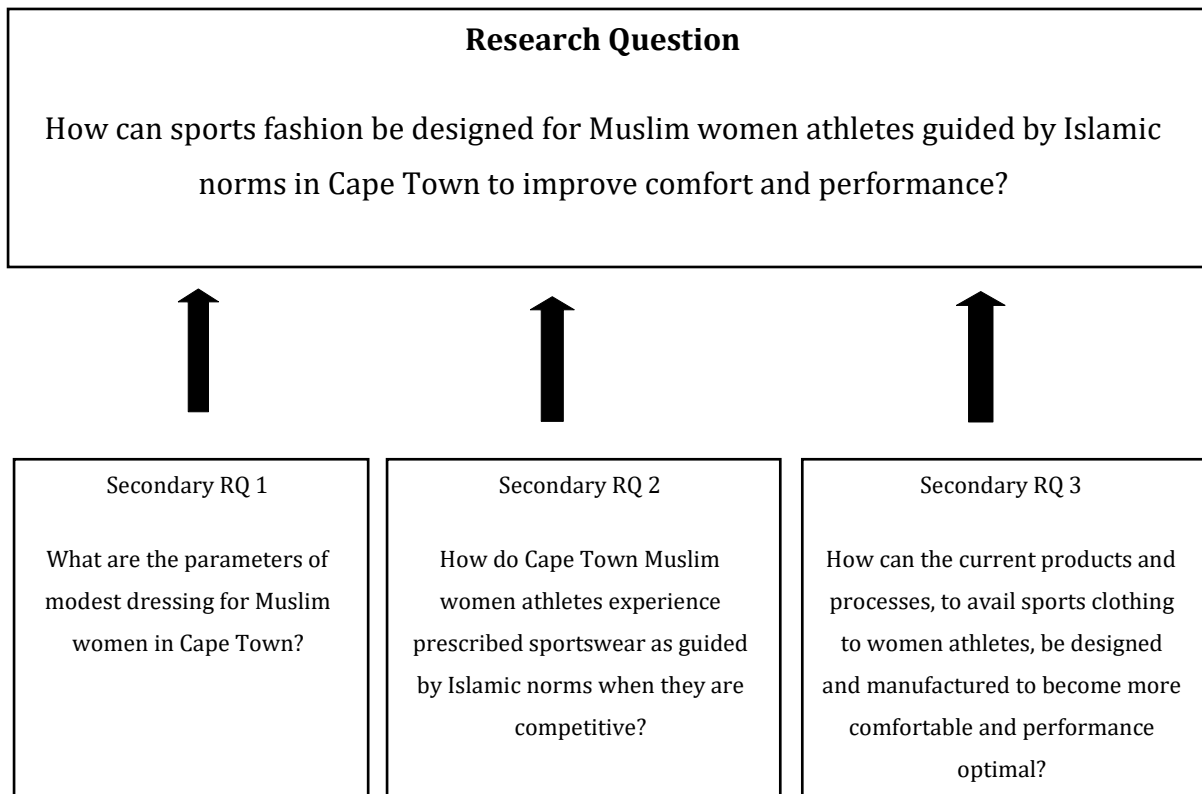 Research Question
How can sports fashion be designed for Muslim women athletes guided by Islamic
norms in Cape Town to improve comfort and performance?
Secondary RQ 1
What are the parameters of
modest dressing for Muslim
women in Cape Town?
Secondary RQ 2
How do Cape Town Muslim
women athletes experience
prescribed sportswear as guided
by Islamic norms when they are
competitive?
Secondary RQ 3
How can the current products and
processes, to avail sports clothing
to women athletes, be designed
and manufactured to become more
comfortable and performance
optimal?